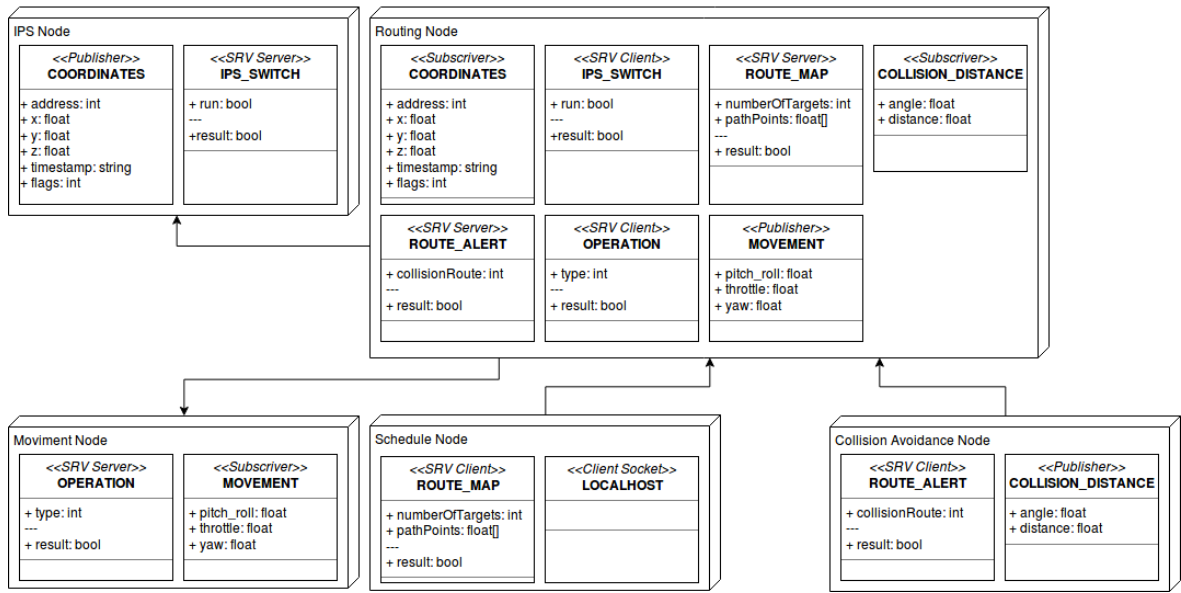 IPS Node
<<Publisher>>
COORDINATES
+ address: int
+ x: float
+ y: float
+ z: float
+ timestamp: string
+ flags: int
<<SRV Server>>
IPS_SWITCH
+ run: bool
---
+result: bool
Routing Node
<<Subscriver>>
COORDINATES
+ address: int
+ x: float
+ y: float
+ z: float
+ timestamp: string
+ flags: int
<<SRV Client>>
IPS_SWITCH
+ run: bool
---
+result: bool
<<SRV Server>>
ROUTE_MAP
+ numberOfTargets: int
+ pathPoints: float[]
---
+ result: bool
<<Subscriver>>
COLLISION_DISTANCE
+ angle: float
+ distance: float
<<SRV Server>>
ROUTE_ALERT
+ collisionRoute: int
---
+ result: bool
<<SRV Client>>
OPERATION
+ type: int
---
+ result: bool
<<Publisher>>
MOVEMENT
+ pitch_roll: float
+ throttle: float
+ yaw: float
Moviment Node
<<SRV Server>>
OPERATION
+ type: int
---
+ result: bool
<<Subscriver>>
MOVEMENT
+ pitch_roll: float
+ throttle: float
+ yaw: float
Schedule Node
<<SRV Client>>
ROUTE_MAP
+ numberOfTargets: int
+ pathPoints: float[]
---
+ result: bool
<<Client Socket>>
LOCALHOST
Collision Avoidance Node
<<SRV Client>>
ROUTE_ALERT
+ collisionRoute: int
---
+ result: bool
<<Publisher>>
COLLISION_DISTANCE
+ angle: float
+ distance: float